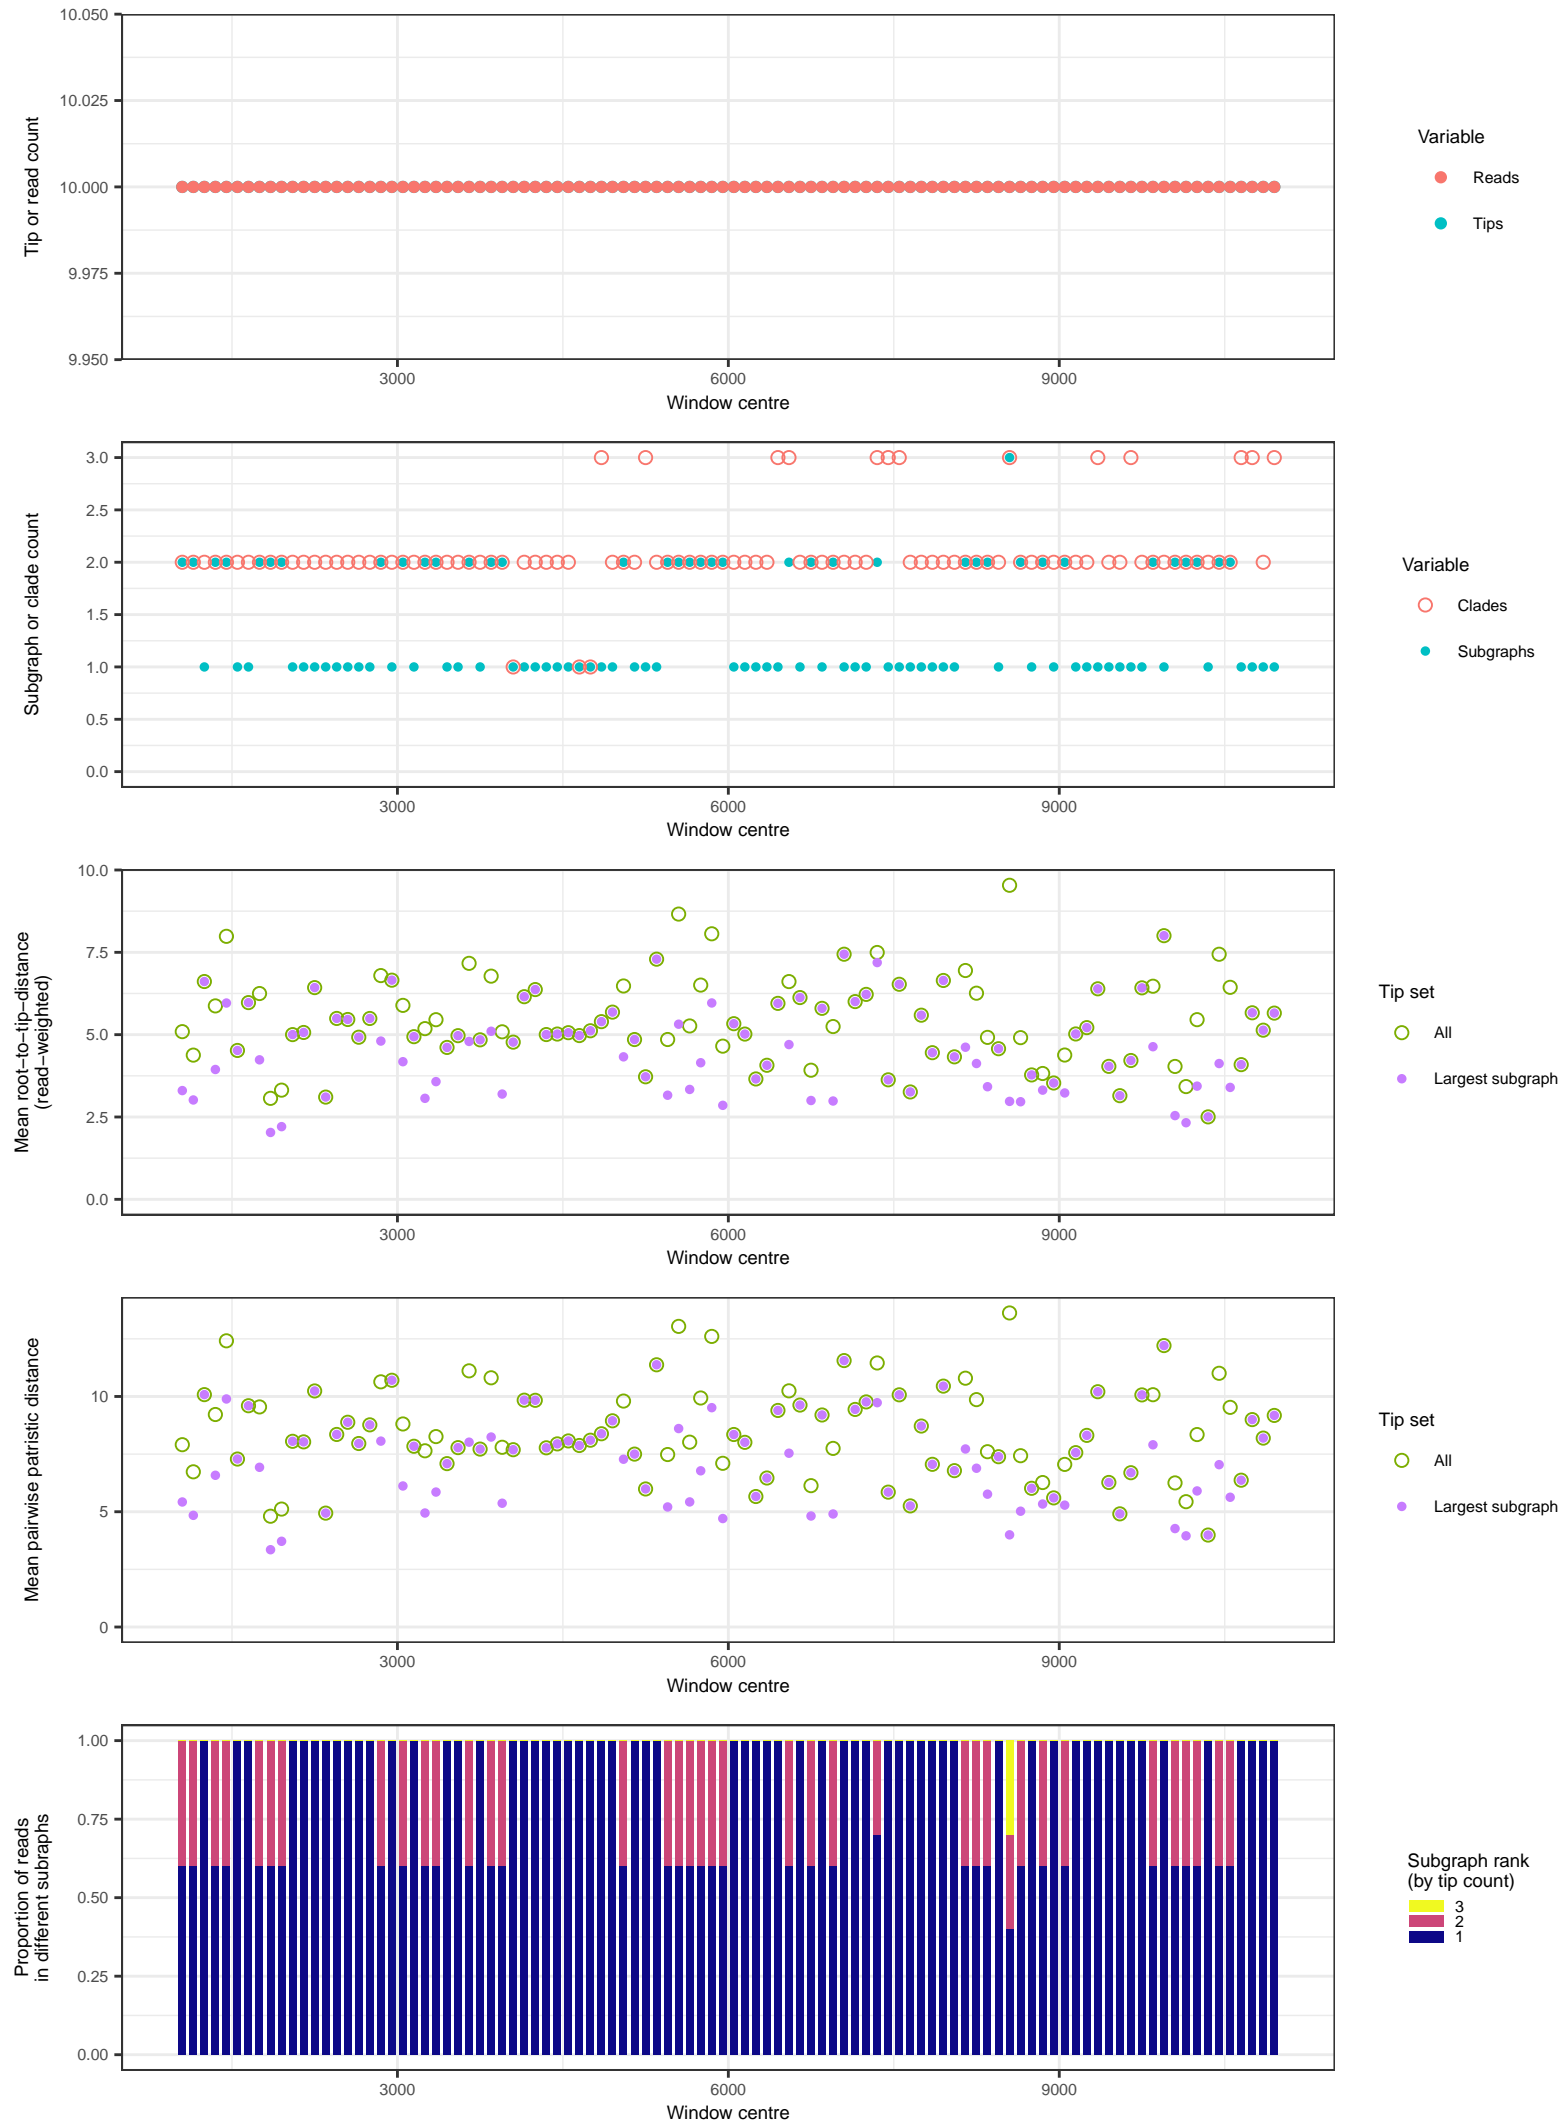 10.050
10.025
10.000
9.975
9.950
Tip or read count
3000 6000 9000
Window centre
Variable
Reads
Tips
3.0
2.5
2.0
1.5
1.0
0.5
0.0
Subgraph or clade count
3000 6000 9000
Window centre
Variable
Clades
Subgraphs
10.0
7.5
5.0
2.5
0.0
Mean root−to−tip−distance
(read−weighted)
3000 6000 9000
Window centre
Tip set
All
Largest subgraph
10
5
0
Mean pairwise patristic distance
3000 6000 9000
Window centre
Tip set
All
Largest subgraph
1.00
0.75
0.50
0.25
0.00
Proportion of reads
in different subraphs
3000 6000 9000
Window centre
Subgraph rank
(by tip count)
3
2
1